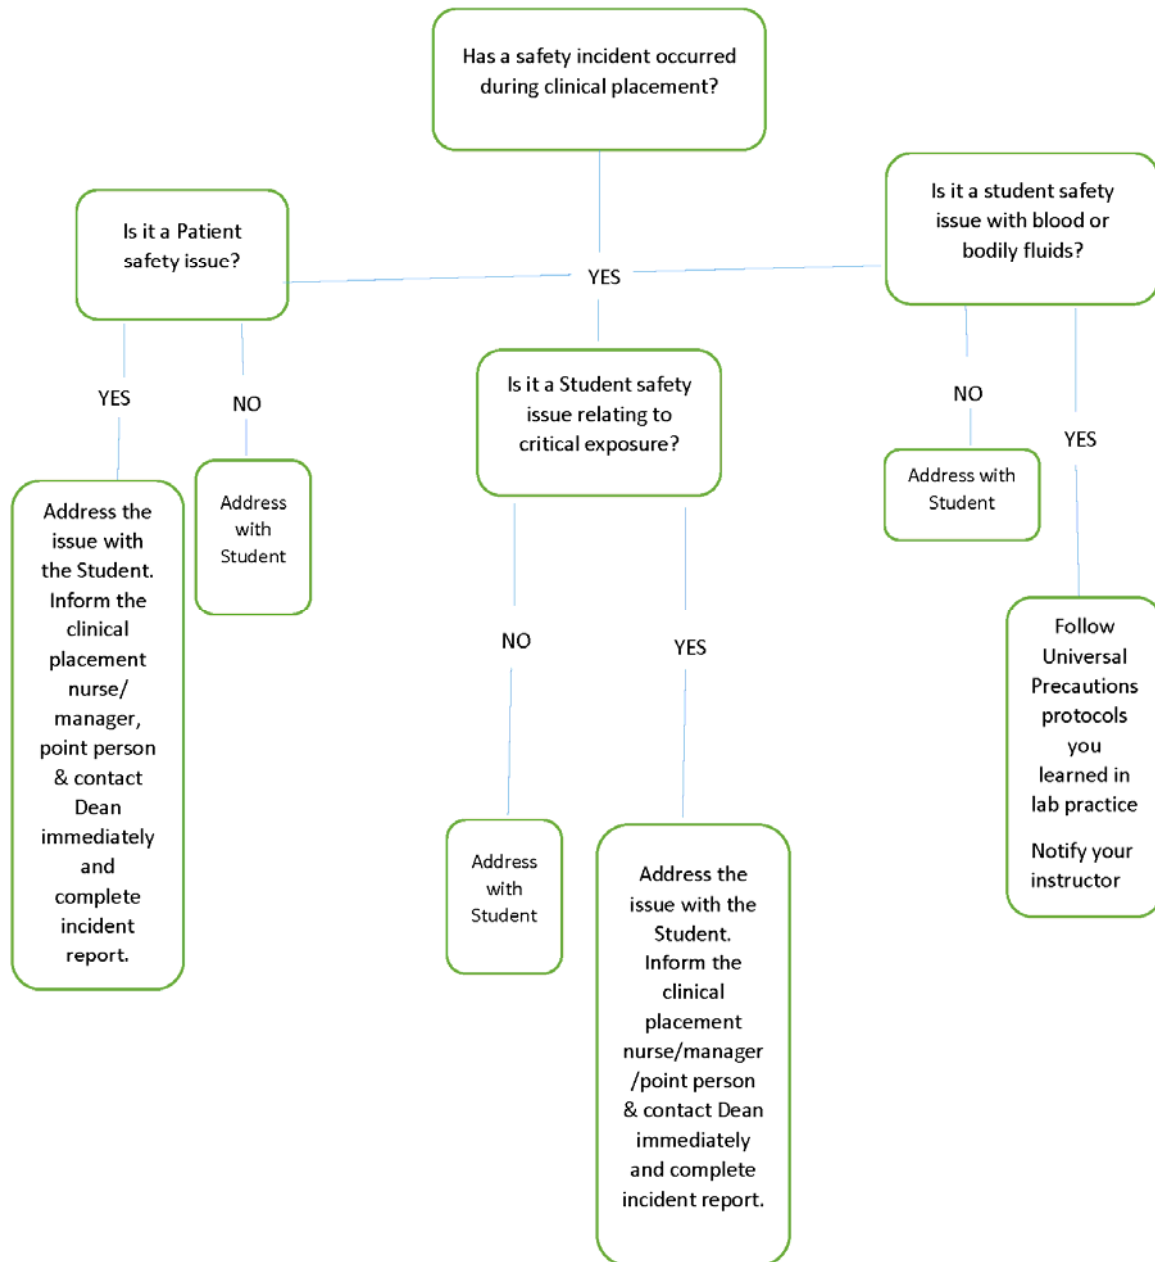 Has a safety incident occurred
during clinical placement?
Is it a Patient
safety issue?
Is it a student safety
issue with blood or
bodily fluids?
YES
Is it a Student safety
issue relating to
critical exposure?
YES
NO
NO
YES
Address the
issue with
the Student.
Inform the
clinical
placement
nurse/
manager,
point person
& contact
Dean
immediately
and
complete
incident
report.
Address
with
Student
Address with
Student
NO
YES
Follow
Universal
Precautions
protocols
you
learned in
lab practice
Notify your
instructor
Address
with
Student
Address the
issue with the
Student.
Inform the
clinical
placement
nurse/manager
/point person
& contact Dean
immediately
and complete
incident report.